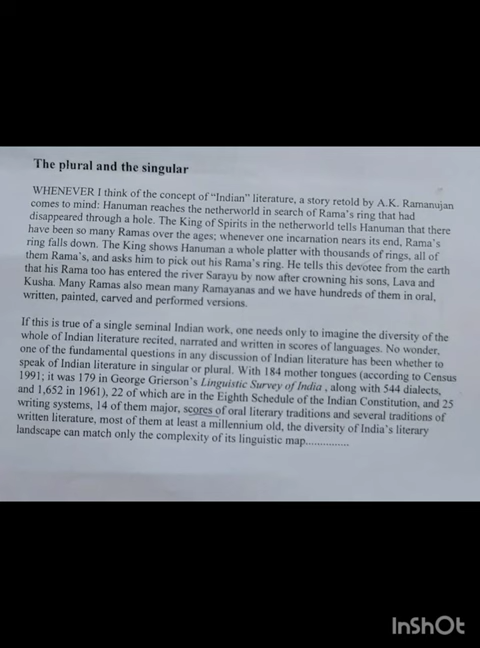 The plural and the singular
WHENEVER I think of the concept of "Indian" literature, a story retold by A.K. Ramanujan
comes to mind: Hanuman reaches the netherworld in search of Rama's ring that had
disappeared through a hole. The King of Spirits in the netherworld tells Hanuman that there
have been so many Ramas over the ages; whenever one incarnation nears its end, Rama's
ring falls down. The King shows Hanuman a whole platter with thousands of rings, all of
them Rama's, and asks him to pick out his Rama's ring. He tells this devotee from the earth
that his Rama too has entered the river Sarayu by now after crowning his sons, Lava and
Kusha. Many Ramas also mean many Ramayanas and we have hundreds of them in oral,
written, painted, carved and performed versions.
If this is true of a single seminal Indian work, one needs only to imagine the diversity of the
whole of Indian literature recited, narrated and written in scores of languages. No wonder,
one of the fundamental questions in any discussion of Indian literature has been whether to
speak of Indian literature in singular or plural. With 184 mother tongues (according to Census
1991; it was 179 in George Grierson's Linguistic Survey of India , along with 544 dialects,
and 1,652 in 1961), 22 of which are in the Eighth Schedule of the Indian Constitution, and 25
writing systems, 14 of them major, scores of oral literary traditions and several traditions of
written literature, most of them at least a millennium old, the diversity of India's literary
landscape can match only the complexity of its linguistic map...............
InShOt